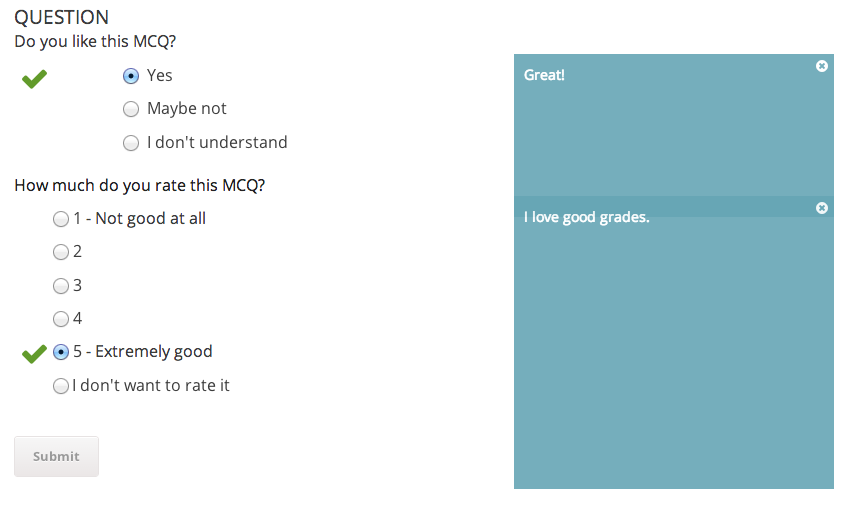 QUESTION
Do you like this MCQ?
Yes
Maybe not
I don't understand
Great!
How much do you rate this MCQ?
1 - Not good at all
2
3
4
5 - Extremely good
I don't want to rate it
I love good grades.
Submit